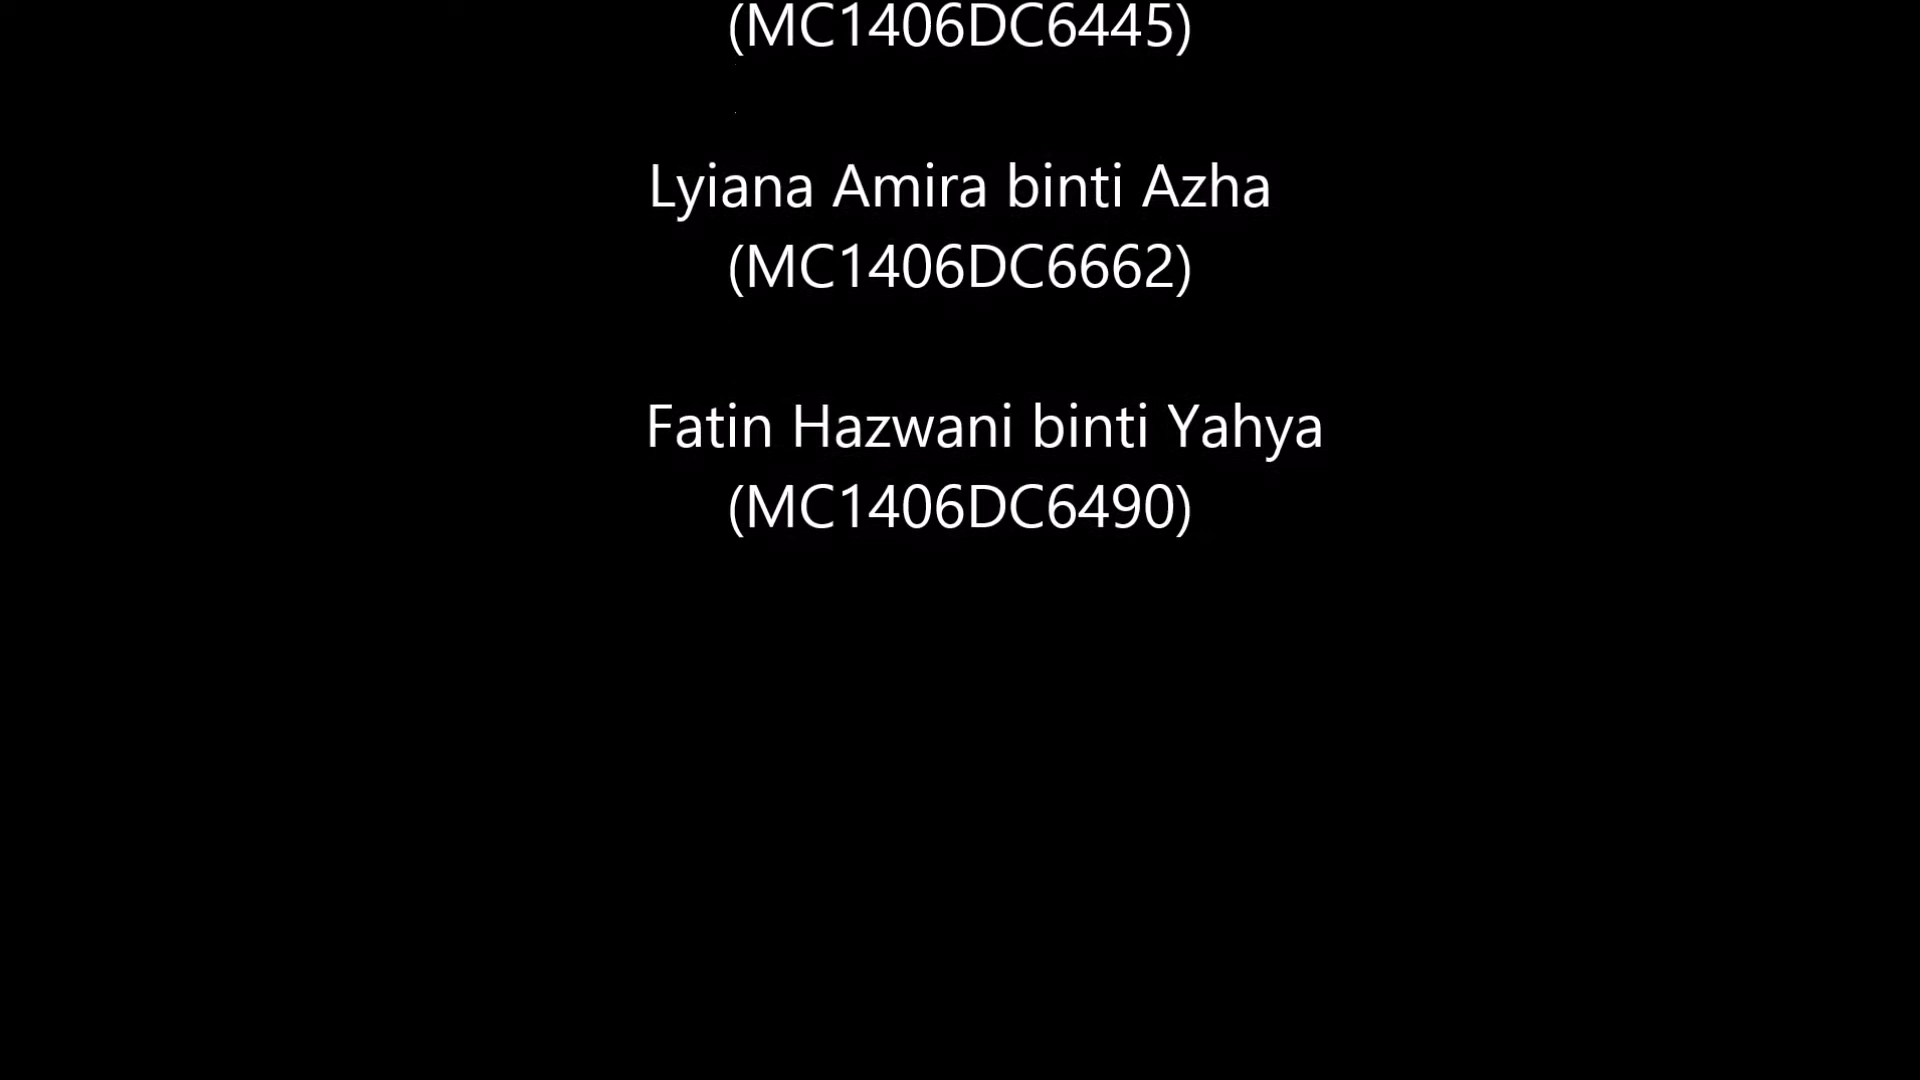 (MC1406DC6445)
Lyiana Amira binti Azha
(MC1406DC6662)
Fatin Hazwani binti Yahya
(MC1406DC6490)